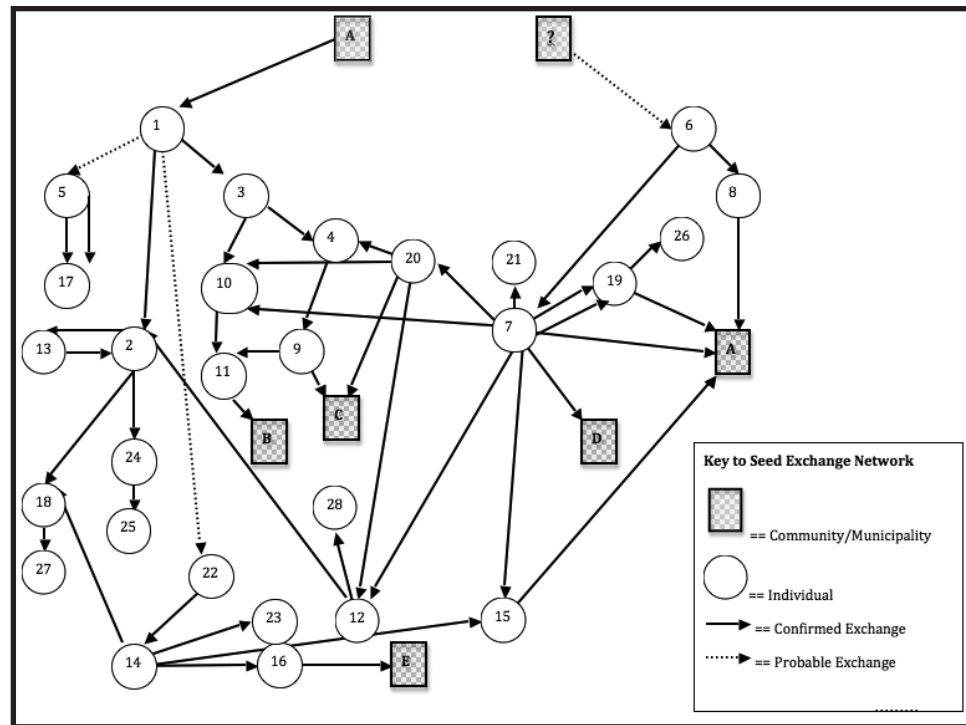 A ?
1 6
5 3 8
4 26
20 21
17 10 19
7
13 2 9 A
11
C
B D
24
18 28
25
27 22
23 12 15
14 16 E
Key to Seed Exchange Network
== Community/Municipality
== Individual
== Confirmed Exchange
== Probable Exchange